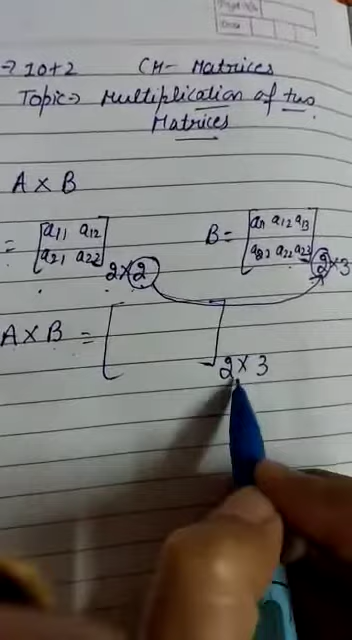 Date
→ 10+2 CH- Matrices
Topic→ Multiplication of two
Matrices
A × B
= [a11 a12 B = [a11 a12 a13
a21 a22] 2×2 a21 a22 a23] 2×3
A × B = [ ] 2×3